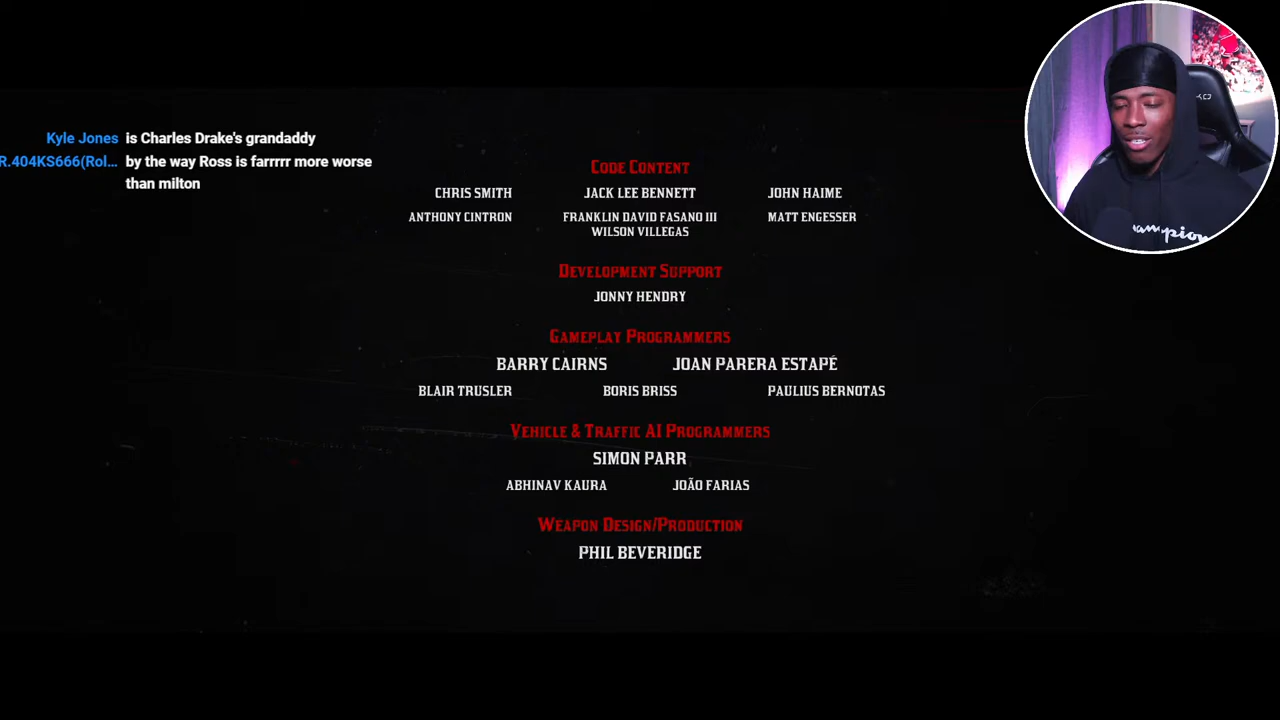 Kyle Jones is Charles Drake's grandaddy
R.404KS666(Rol... by the way Ross is farrrrr more worse
than milton
CODE CONTENT
CHRIS SMITH JACK LEE BENNETT JOHN HAIME
ANTHONY CINTRON FRANKLIN DAVID FASANO III MATT ENGESSER
WILSON VILLEGAS
DEVELOPMENT SUPPORT
JONNY HENDRY
GAMEPLAY PROGRAMMERS
BARRY CAIRNS JOAN PARERA ESTAPÉ
BLAIR TRUSLER BORIS BRISS PAULIUS BERNOTAS
VEHICLE & TRAFFIC AI PROGRAMMERS
SIMON PARR
ABHINAV KAURA JOÃO FARIAS
WEAPON DESIGN/PRODUCTION
PHIL BEVERIDGE